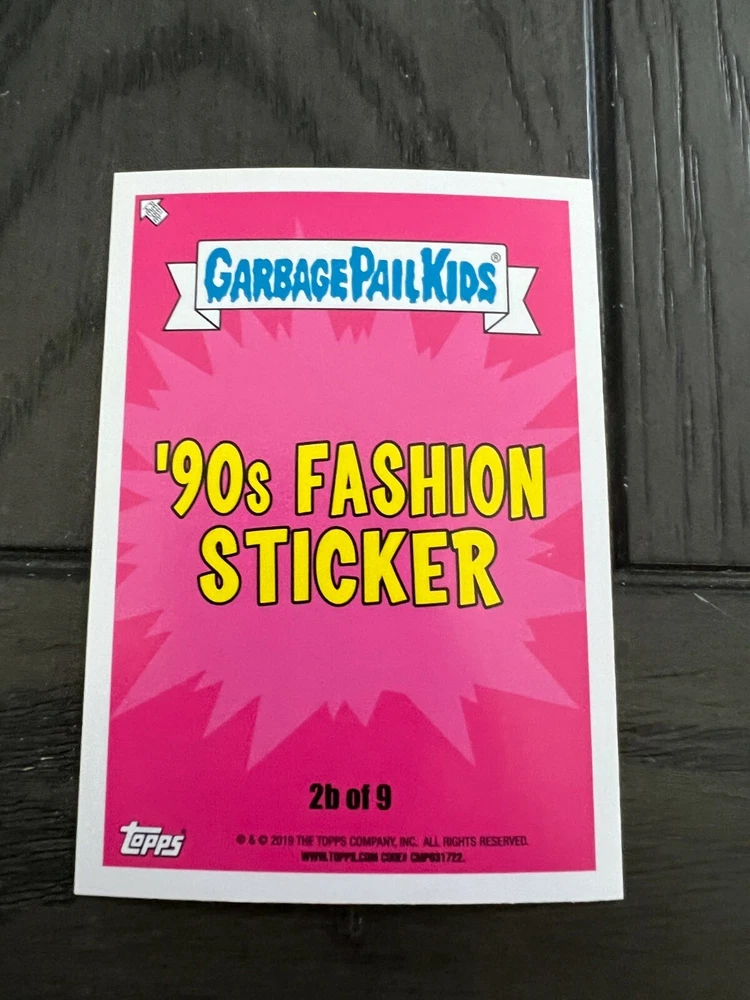 GARBAGE PAIL KIDS®
'90s FASHION
STICKER
2b of 9
topps
® & © 2019 THE TOPPS COMPANY, INC. ALL RIGHTS RESERVED.
WWW.TOPPS.COM CODE# CMP031722.